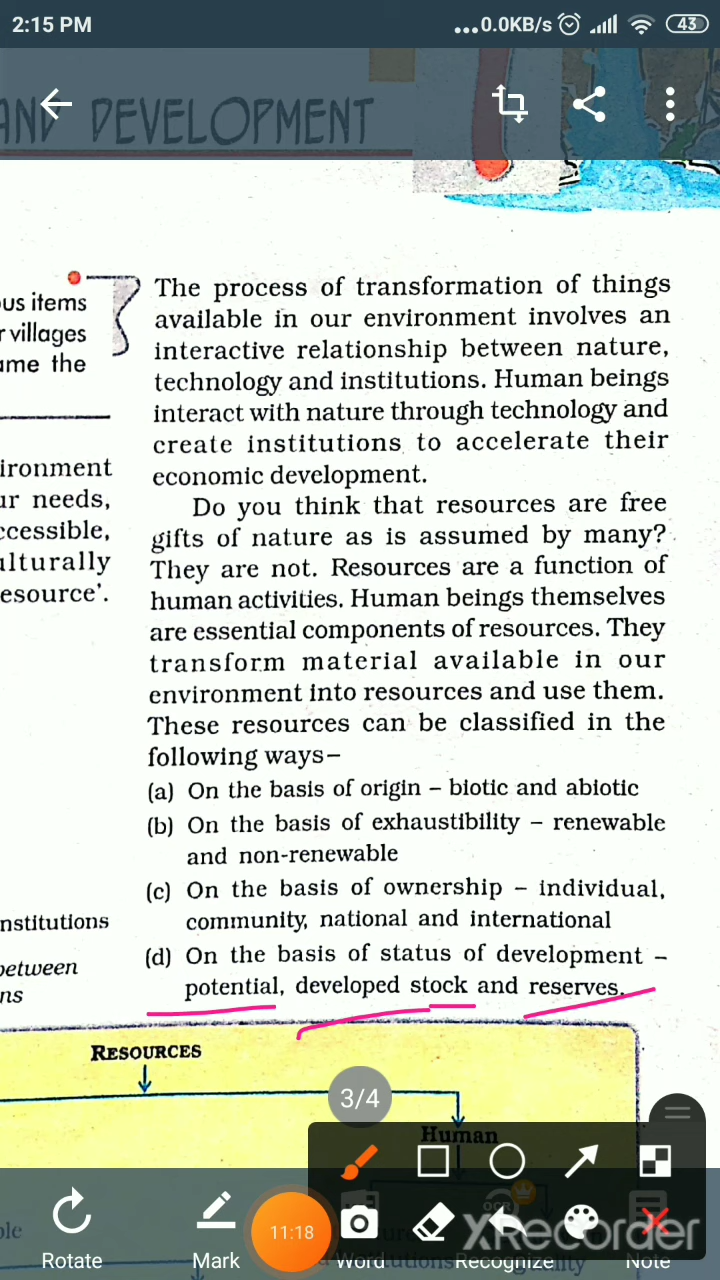 2:15 PM
...0.0KB/s
43
AND DEVELOPMENT
ous items
r villages
ame the
ironment
ur needs,
ccessible,
ulturally
esource'.
nstitutions
between
ns
The process of transformation of things
available in our environment involves an
interactive relationship between nature,
technology and institutions. Human beings
interact with nature through technology and
create institutions to accelerate their
economic development.
Do you think that resources are free
gifts of nature as is assumed by many?
They are not. Resources are a function of
human activities. Human beings themselves
are essential components of resources. They
transform material available in our
environment into resources and use them.
These resources can be classified in the
following ways–
(a) On the basis of origin – biotic and abiotic
(b) On the basis of exhaustibility – renewable
and non-renewable
(c) On the basis of ownership – individual,
community, national and international
(d) On the basis of status of development –
potential, developed stock and reserves.
RESOURCES
3/4
Human
11:18
XRecorder
Rotate
Mark
Word
Recognize
Note